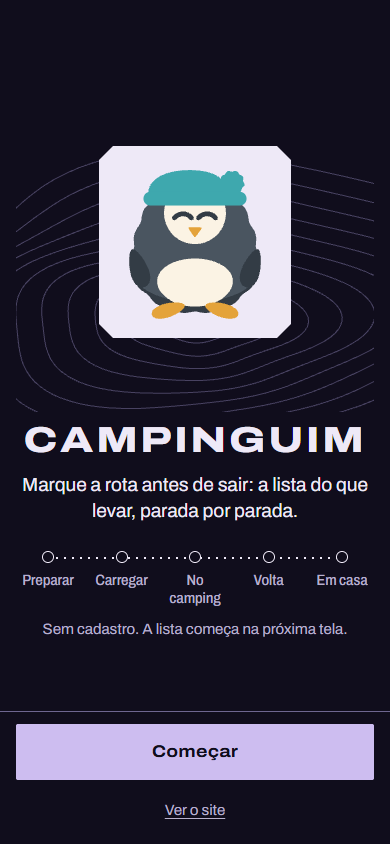 CAMPINGUIM
Marque a rota antes de sair: a lista do que
levar, parada por parada.
Preparar Carregar No Volta Em casa
camping
Sem cadastro. A lista começa na próxima tela.
Começar
Ver o site